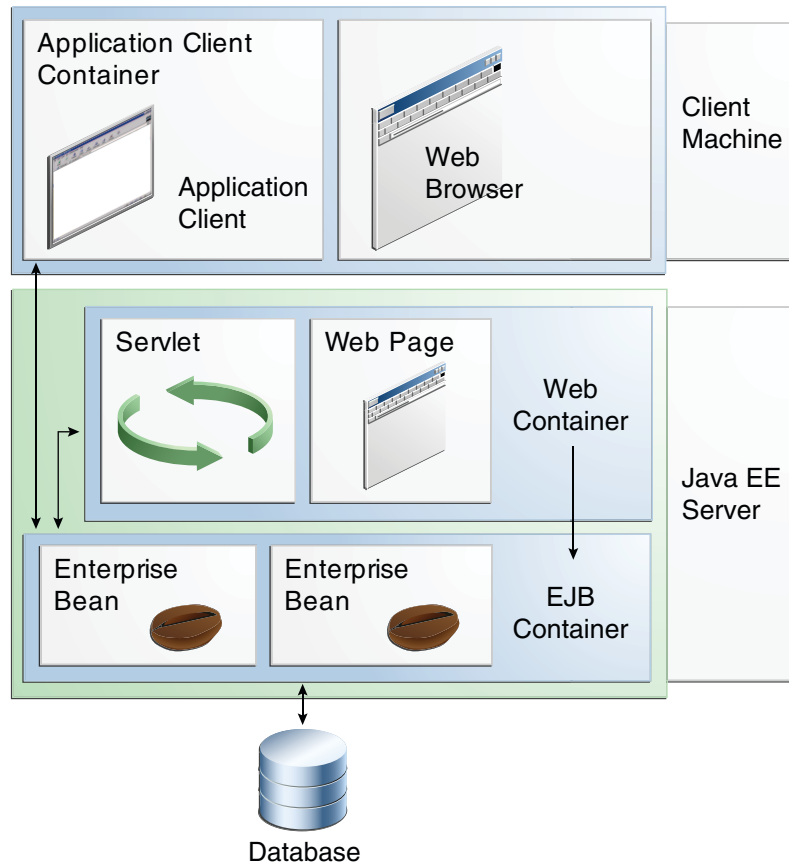 Application Client
Container
Application
Client
Web
Browser
Client
Machine
Servlet
Web Page
Web
Container
Java EE
Server
Enterprise
Bean
Enterprise
Bean
EJB
Container
Database